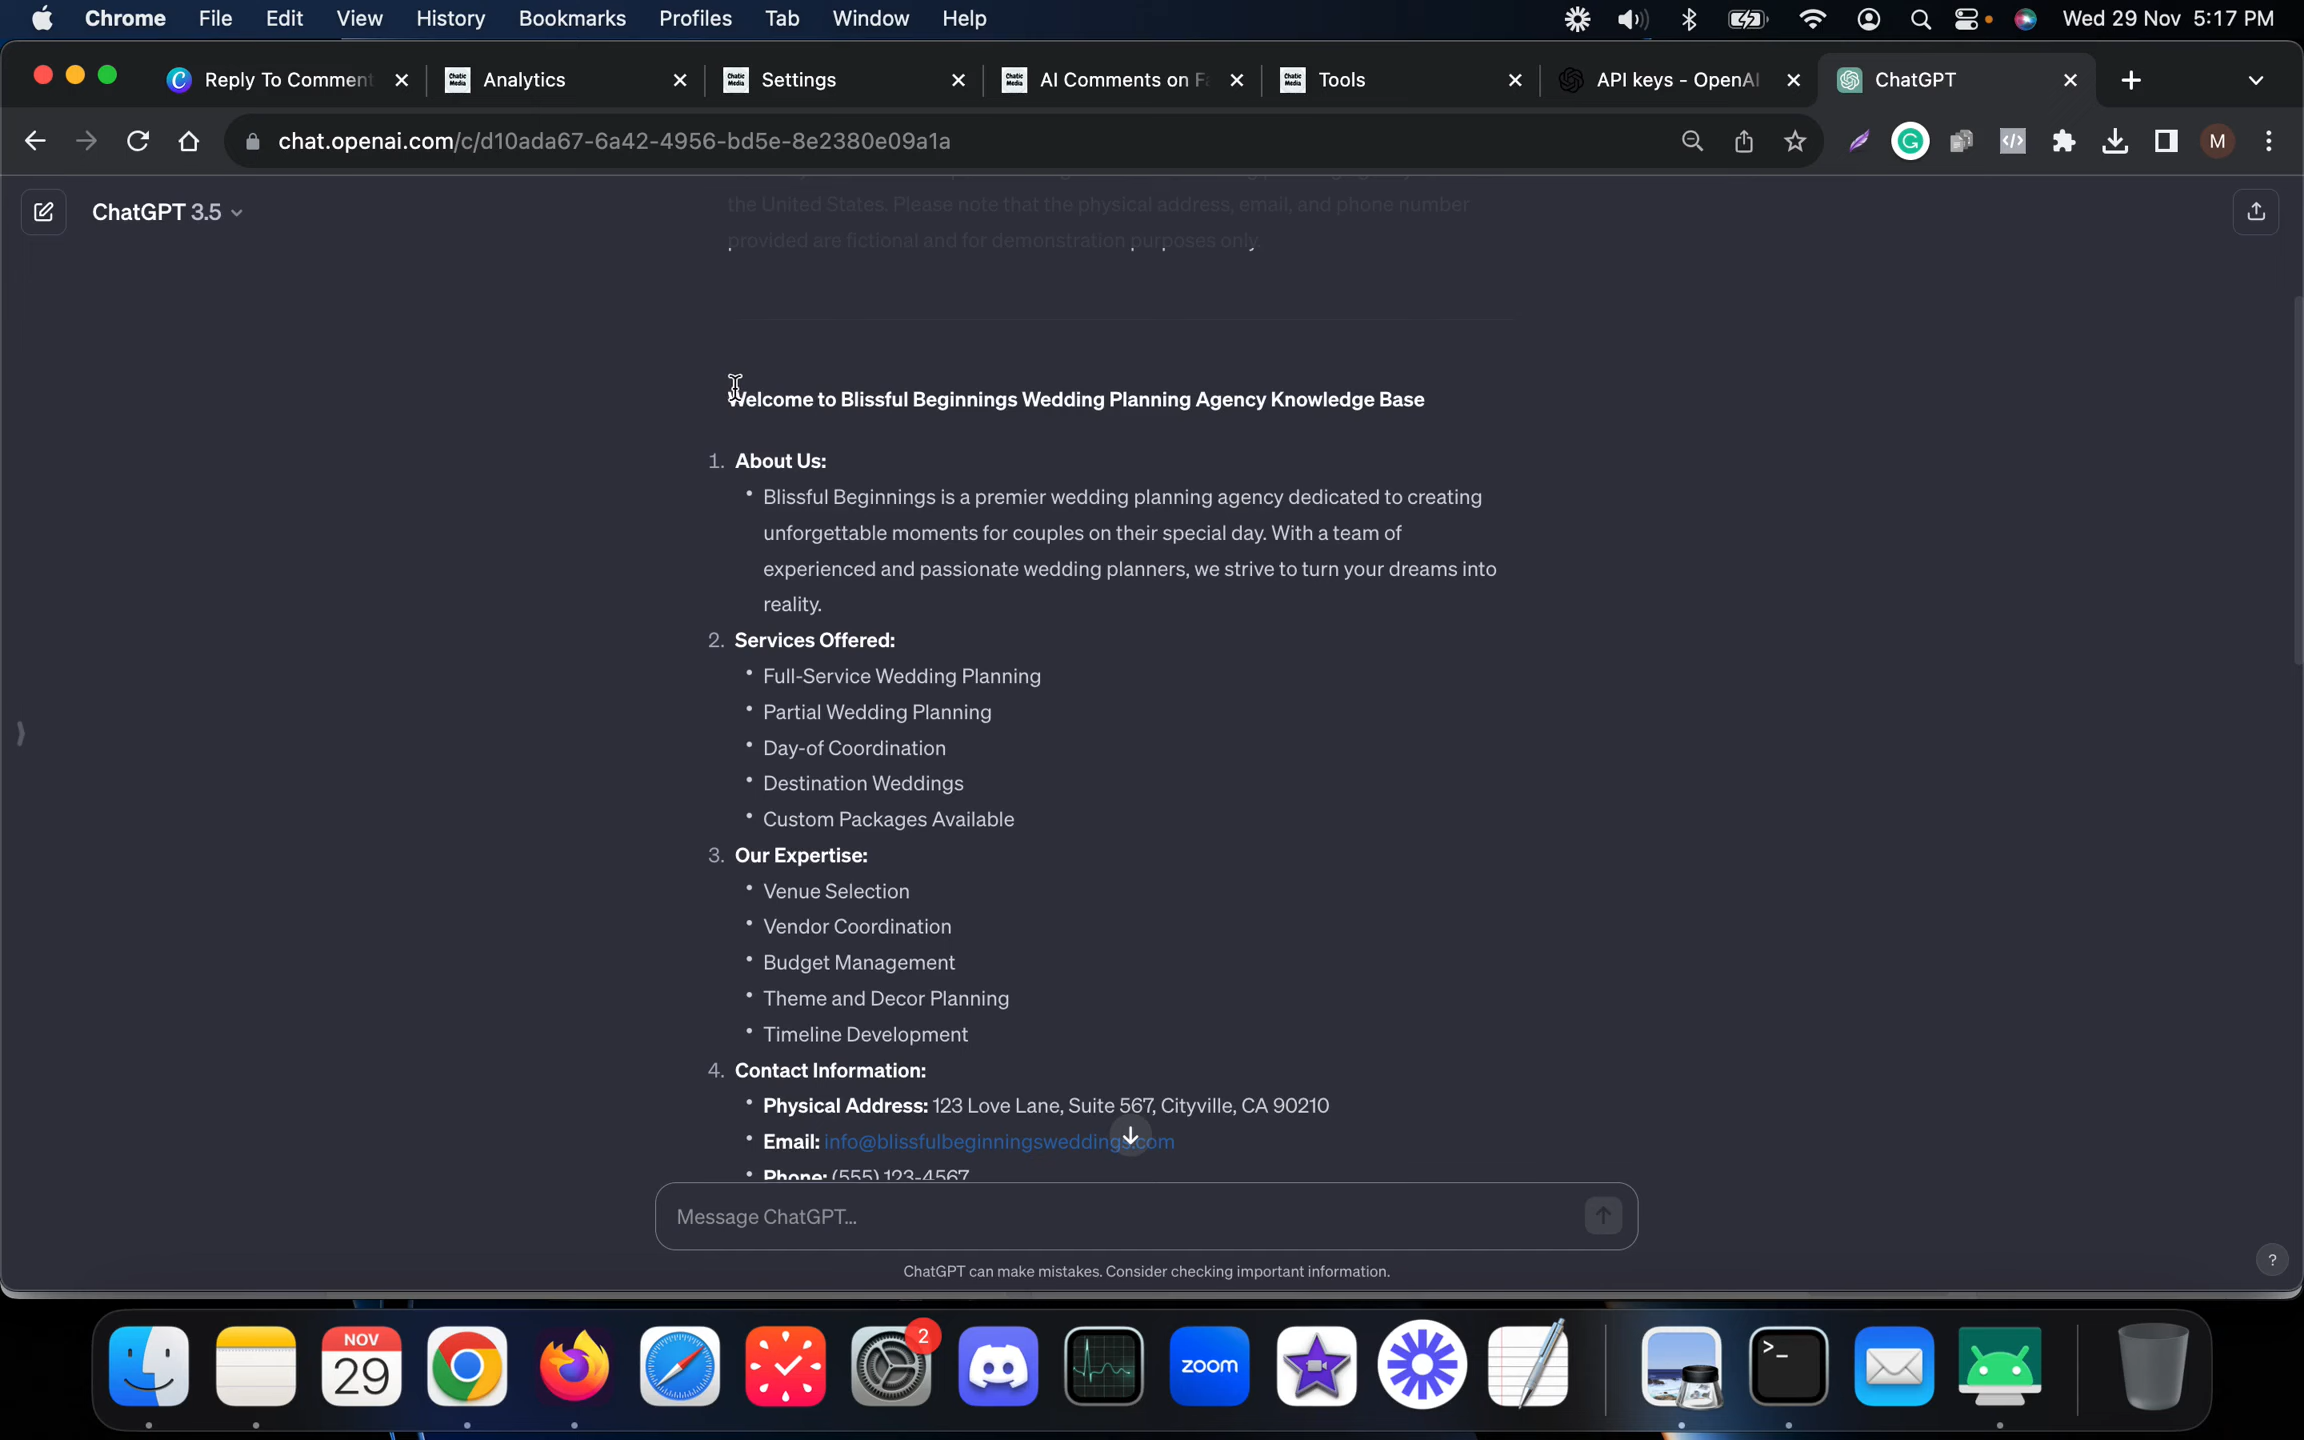 Chrome File Edit View History Bookmarks Profiles Tab Window Help Wed 29 Nov 5:17 PM
Reply To Comment Analytics Settings AI Comments on Fa Tools API keys - OpenAI ChatGPT
chat.openai.com/c/d10ada67-6a42-4956-bd5e-8e2380e09a1a M
ChatGPT 3.5
the United States. Please note that the physical address, email, and phone number
provided are fictional and for demonstration purposes only.
Welcome to Blissful Beginnings Wedding Planning Agency Knowledge Base
1. About Us:
• Blissful Beginnings is a premier wedding planning agency dedicated to creating
unforgettable moments for couples on their special day. With a team of
experienced and passionate wedding planners, we strive to turn your dreams into
reality.
2. Services Offered:
• Full-Service Wedding Planning
• Partial Wedding Planning
• Day-of Coordination
• Destination Weddings
• Custom Packages Available
3. Our Expertise:
• Venue Selection
• Vendor Coordination
• Budget Management
• Theme and Decor Planning
• Timeline Development
4. Contact Information:
• Physical Address: 123 Love Lane, Suite 567, Cityville, CA 90210
• Email: info@blissfulbeginningsweddings.com
• Phone: (555) 123-4567
Message ChatGPT...
ChatGPT can make mistakes. Consider checking important information.
?
NOV
29
2
zoom